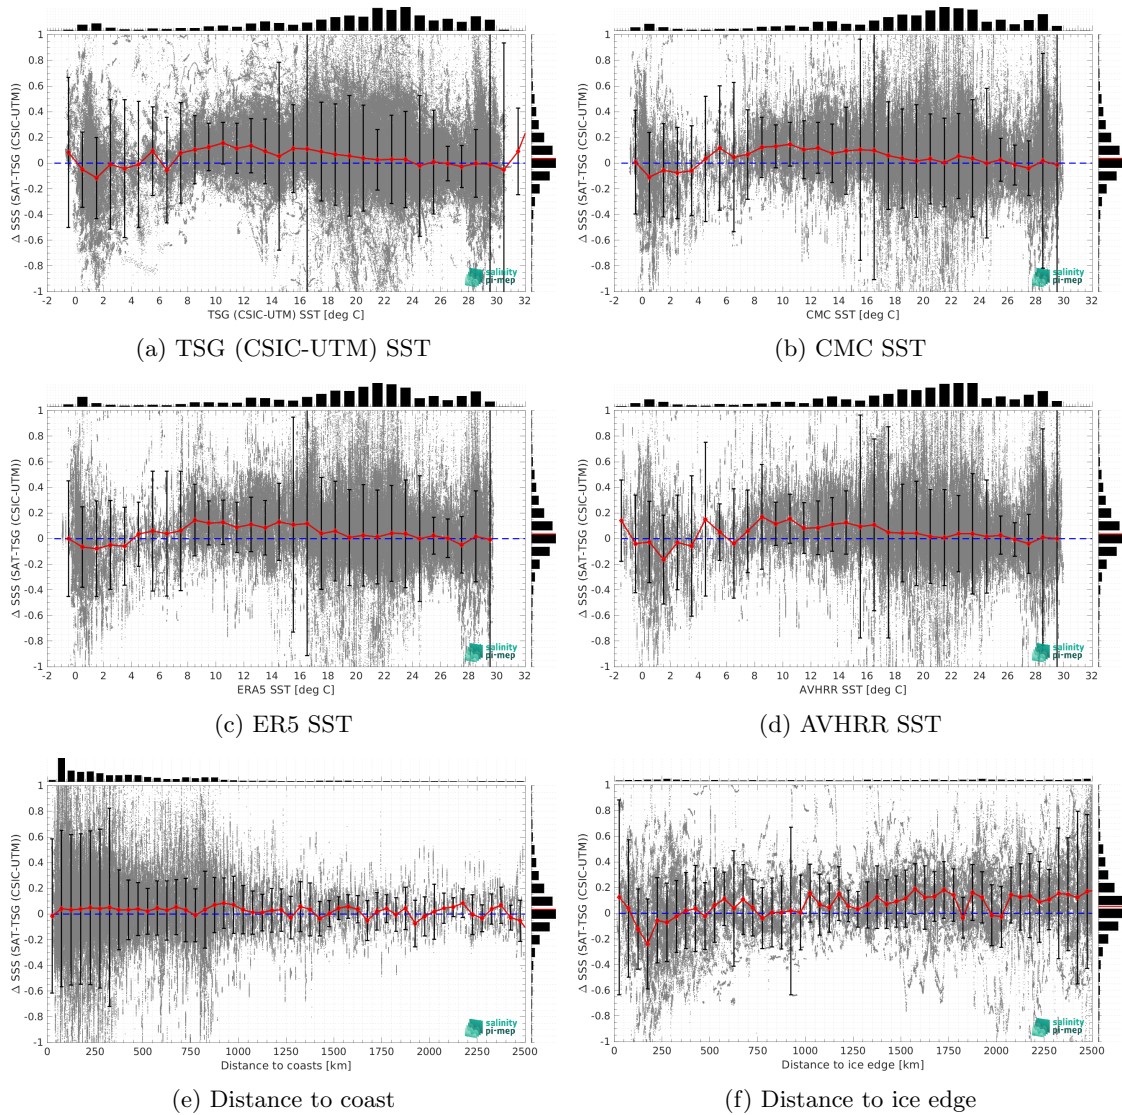 1
0.8
0.6
0.4
0.2
0
-0.2
-0.4
-0.6
-0.8
-1
Δ SSS (SAT-TSG (CSIC-UTM))
-2 0 2 4 6 8 10 12 14 16 18 20 22 24 26 28 30 32
TSG (CSIC-UTM) SST [deg C]
salinity
pi-mep
(a) TSG (CSIC-UTM) SST
1
0.8
0.6
0.4
0.2
0
-0.2
-0.4
-0.6
-0.8
-1
Δ SSS (SAT-TSG (CSIC-UTM))
-2 0 2 4 6 8 10 12 14 16 18 20 22 24 26 28 30 32
CMC SST [deg C]
salinity
pi-mep
(b) CMC SST
1
0.8
0.6
0.4
0.2
0
-0.2
-0.4
-0.6
-0.8
-1
Δ SSS (SAT-TSG (CSIC-UTM))
-2 0 2 4 6 8 10 12 14 16 18 20 22 24 26 28 30 32
ERA5 SST [deg C]
salinity
pi-mep
(c) ER5 SST
1
0.8
0.6
0.4
0.2
0
-0.2
-0.4
-0.6
-0.8
-1
Δ SSS (SAT-TSG (CSIC-UTM))
-2 0 2 4 6 8 10 12 14 16 18 20 22 24 26 28 30 32
AVHRR SST [deg C]
salinity
pi-mep
(d) AVHRR SST
1
0.8
0.6
0.4
0.2
0
-0.2
-0.4
-0.6
-0.8
-1
Δ SSS (SAT-TSG (CSIC-UTM))
0 250 500 750 1000 1250 1500 1750 2000 2250 2500
Distance to coasts [km]
salinity
pi-mep
(e) Distance to coast
1
0.8
0.6
0.4
0.2
0
-0.2
-0.4
-0.6
-0.8
-1
Δ SSS (SAT-TSG (CSIC-UTM))
0 250 500 750 1000 1250 1500 1750 2000 2250 2500
Distance to ice edge [km]
salinity
pi-mep
(f) Distance to ice edge